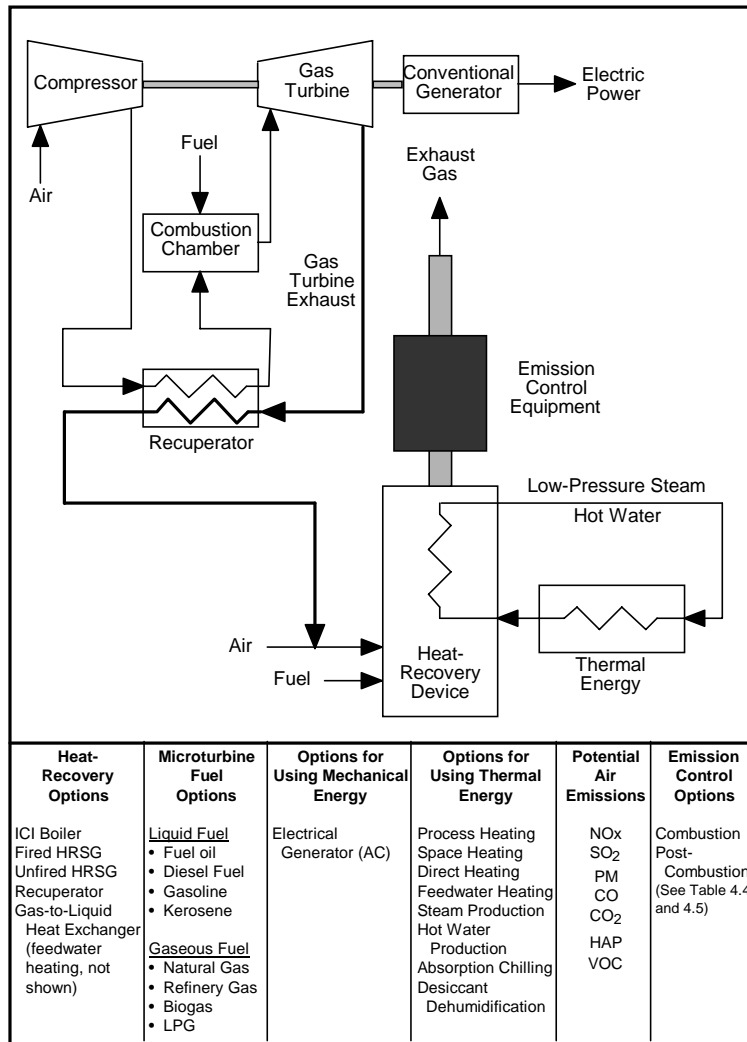 Compressor
Gas
Turbine
Conventional
Generator
Electric
Power
Air
Fuel
Exhaust
Gas
Combustion
Chamber
Gas
Turbine
Exhaust
Emission
Control
Equipment
Recuperator
Low-Pressure Steam
Hot Water
Air
Fuel
Heat-
Recovery
Device
Thermal
Energy
Heat-
Recovery
Options
ICI Boiler
Fired HRSG
Unfired HRSG
Recuperator
Gas-to-Liquid
Heat Exchanger
(feedwater
heating, not
shown)
Microturbine
Fuel
Options
Liquid Fuel
• Fuel oil
• Diesel Fuel
• Gasoline
• Kerosene
Gaseous Fuel
• Natural Gas
• Refinery Gas
• Biogas
• LPG
Options for
Using Mechanical
Energy
Electrical
Generator (AC)
Options for
Using Thermal
Energy
Process Heating
Space Heating
Direct Heating
Feedwater Heating
Steam Production
Hot Water
Production
Absorption Chilling
Desiccant
Dehumidification
Potential
Air
Emissions
NOx
SO2
PM
CO
CO2
HAP
VOC
Emission
Control
Options
Combustion
Post-
Combustion
(See Table 4.4
and 4.5)